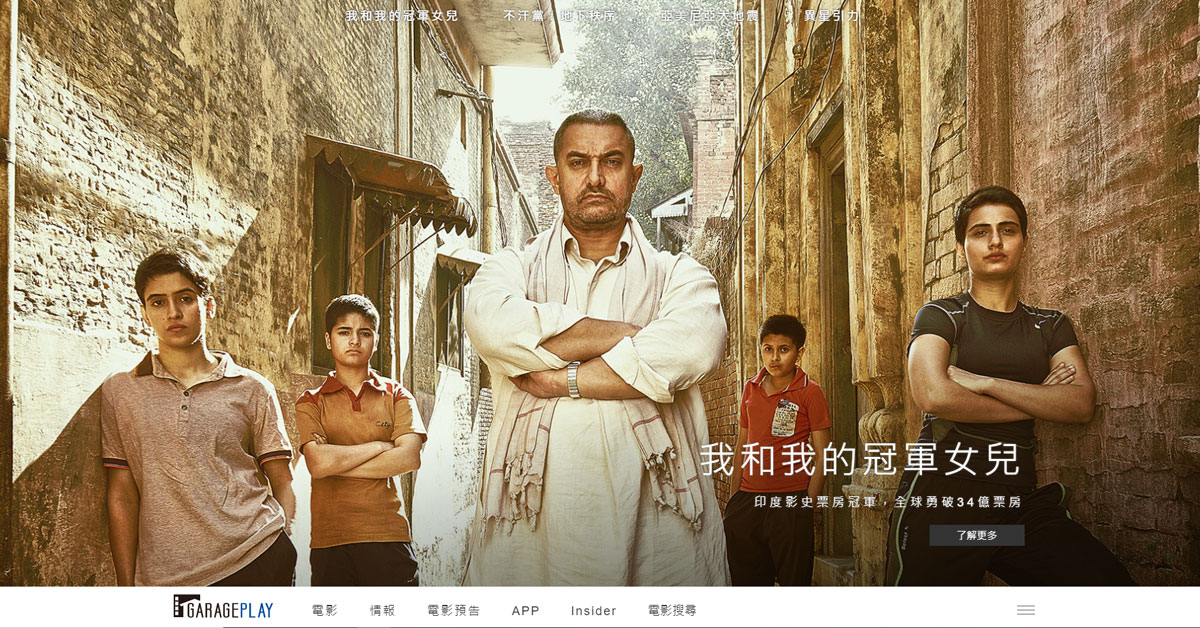 我和我的冠軍女兒 不汗黨：地下秩序 亞美尼亞大地震 異星引力
我和我的冠軍女兒
印度影史票房冠軍，全球勇破34億票房
了解更多
GARAGEPLAY 電影 情報 電影預告 APP Insider 電影搜尋